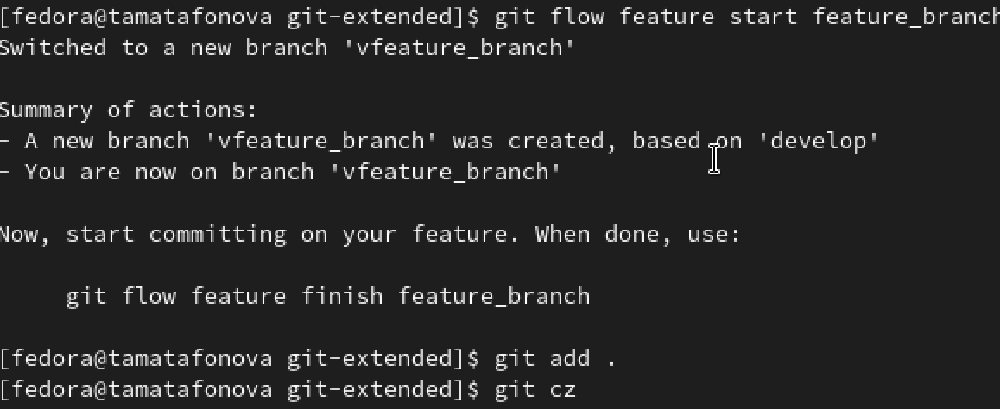 [fedora@tamatafonova git-extended]$ git flow feature start feature_branch
Switched to a new branch 'vfeature_branch'
Summary of actions:
- A new branch 'vfeature_branch' was created, based on 'develop'
- You are now on branch 'vfeature_branch'
Now, start committing on your feature. When done, use:
git flow feature finish feature_branch
[fedora@tamatafonova git-extended]$ git add .
[fedora@tamatafonova git-extended]$ git cz